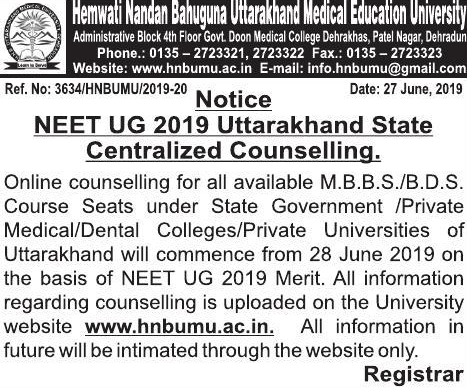 Hemwati Nandan Bahuguna Uttarakhand Medical Education University
Administrative Block 4th Floor Govt. Doon Medical College Dehrakhas, Patel Nagar, Dehradun
Phone.: 0135 – 2723321, 2723322 Fax.: 0135 – 2723323
Website: www.hnbumu.ac.in E-mail: info.hnbumu@gmail.com
Ref. No: 3634/HNBUMU/2019-20 Date: 27 June, 2019
Notice
NEET UG 2019 Uttarakhand State
Centralized Counselling.
Online counselling for all available M.B.B.S./B.D.S.
Course Seats under State Government /Private
Medical/Dental Colleges/Private Universities of
Uttarakhand will commence from 28 June 2019 on
the basis of NEET UG 2019 Merit. All information
regarding counselling is uploaded on the University
website www.hnbumu.ac.in. All information in
future will be intimated through the website only.
Registrar